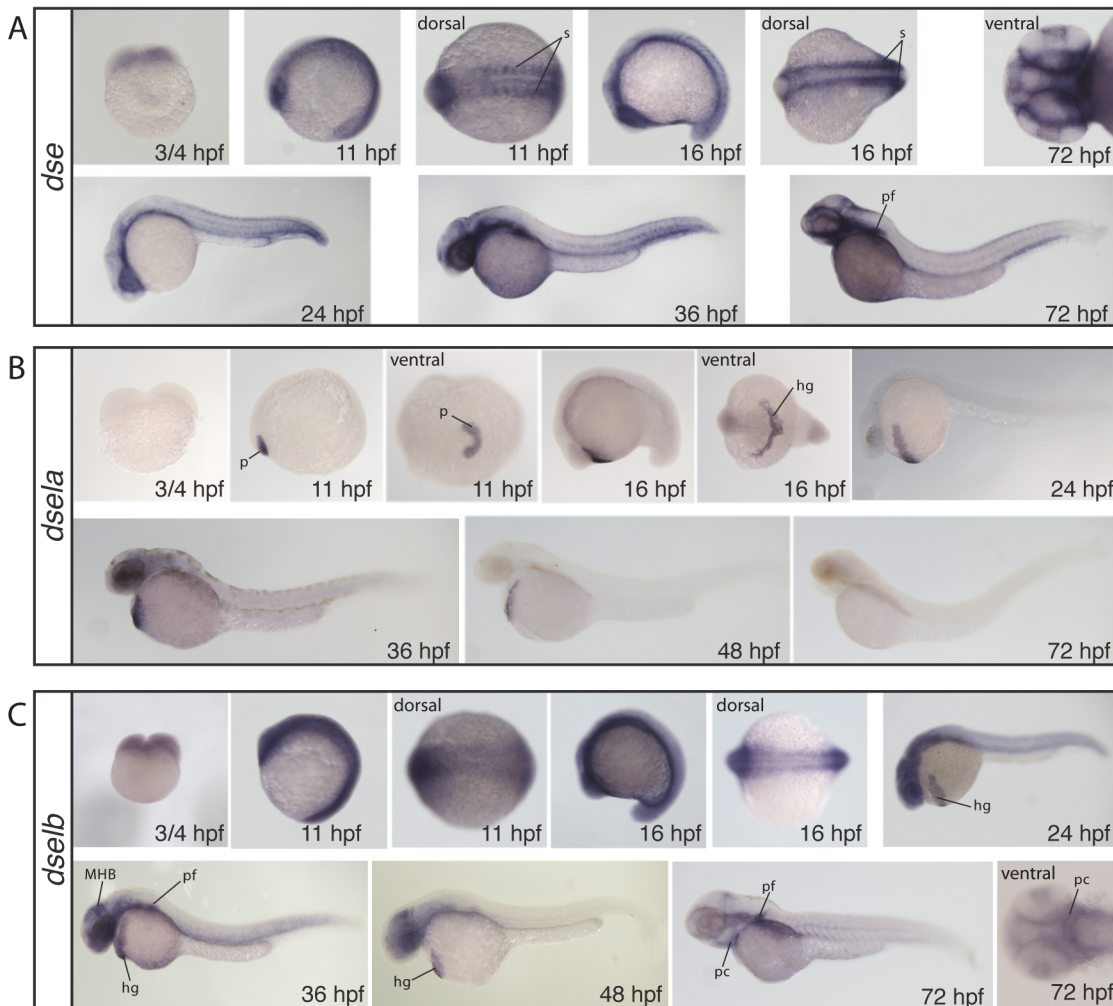 A
dse
3/4 hpf
11 hpf
dorsal
s
11 hpf
16 hpf
dorsal
s
16 hpf
ventral
72 hpf
24 hpf
36 hpf
pf
72 hpf
B
dsela
3/4 hpf
p
11 hpf
ventral
p
11 hpf
16 hpf
ventral
hg
16 hpf
24 hpf
36 hpf
48 hpf
72 hpf
C
dselb
3/4 hpf
11 hpf
dorsal
11 hpf
16 hpf
dorsal
16 hpf
hg
24 hpf
MHB
pf
hg
36 hpf
hg
48 hpf
pf
pc
72 hpf
ventral
pc
72 hpf